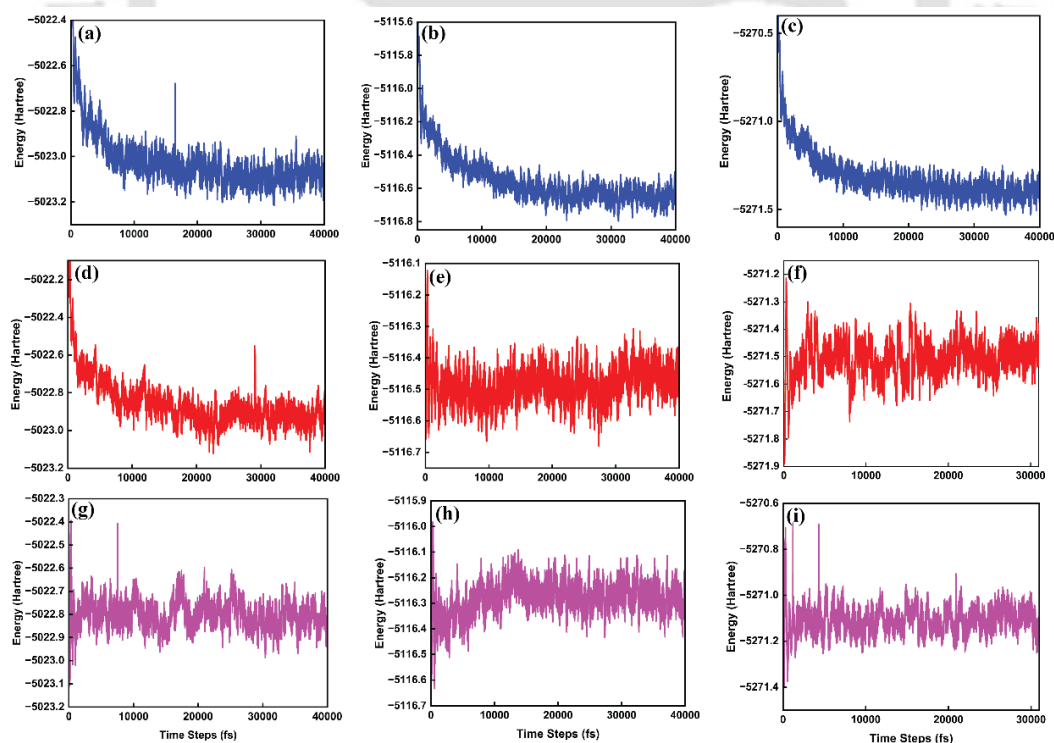 (a)
Energy (Hartree)
−5022.4
−5022.6
−5022.8
−5023.0
−5023.2
0 10000 20000 30000 40000
(b)
Energy (Hartree)
−5115.6
−5115.8
−5116.0
−5116.2
−5116.4
−5116.6
−5116.8
0 10000 20000 30000 40000
(c)
Energy (Hartree)
−5270.5
−5271.0
−5271.5
0 10000 20000 30000 40000
(d)
Energy (Hartree)
−5022.2
−5022.4
−5022.6
−5022.8
−5023.0
−5023.2
0 10000 20000 30000 40000
(e)
Energy (Hartree)
−5116.1
−5116.2
−5116.3
−5116.4
−5116.5
−5116.6
−5116.7
0 10000 20000 30000 40000
(f)
Energy (Hartree)
-5271.2
-5271.3
-5271.4
-5271.5
-5271.6
-5271.7
-5271.8
-5271.9
0 10000 20000 30000
(g)
Energy (Hartree)
−5022.3
−5022.4
−5022.5
−5022.6
−5022.7
−5022.8
−5022.9
−5023.0
−5023.1
−5023.2
0 10000 20000 30000 40000
Time Steps (fs)
(h)
Energy (Hartree)
−5115.9
−5116.0
−5116.1
−5116.2
−5116.3
−5116.4
−5116.5
−5116.6
−5116.7
0 10000 20000 30000 40000
Time Steps (fs)
(i)
Energy (Hartree)
−5270.6
−5270.8
−5271.0
−5271.2
−5271.4
0 10000 20000 30000
Time Steps (fs)